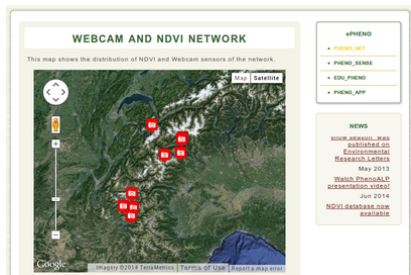 WEBCAM AND NDVI NETWORK
This map shows the distribution of NDVI and Webcam sensors of the network.
Map Satellite
Google
Imagery ©2014 TerraMetrics Terms of Use Report a map error
ePHENO
PHENO_NET
PHENO_SENSE
EDU_PHENO
PHENO_APP
NEWS
published on
Environmental
Research Letters
May 2013
Watch PhenoALP
presentation video!
Jun 2014
NDVI database now
available